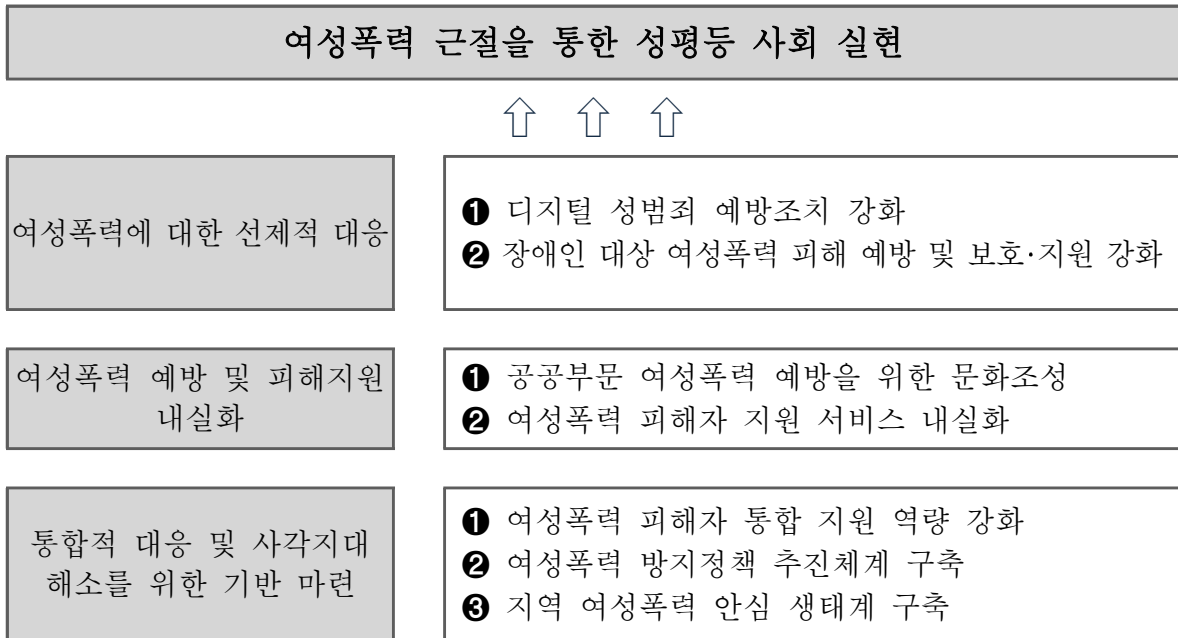 여성폭력 근절을 통한 성평등 사회 실현
여성폭력에 대한 선제적 대응
❶ 디지털 성범죄 예방조치 강화
❷ 장애인 대상 여성폭력 피해 예방 및 보호·지원 강화
여성폭력 예방 및 피해지원
내실화
❶ 공공부문 여성폭력 예방을 위한 문화조성
❷ 여성폭력 피해자 지원 서비스 내실화
통합적 대응 및 사각지대
해소를 위한 기반 마련
❶ 여성폭력 피해자 통합 지원 역량 강화
❷ 여성폭력 방지정책 추진체계 구축
❸ 지역 여성폭력 안심 생태계 구축